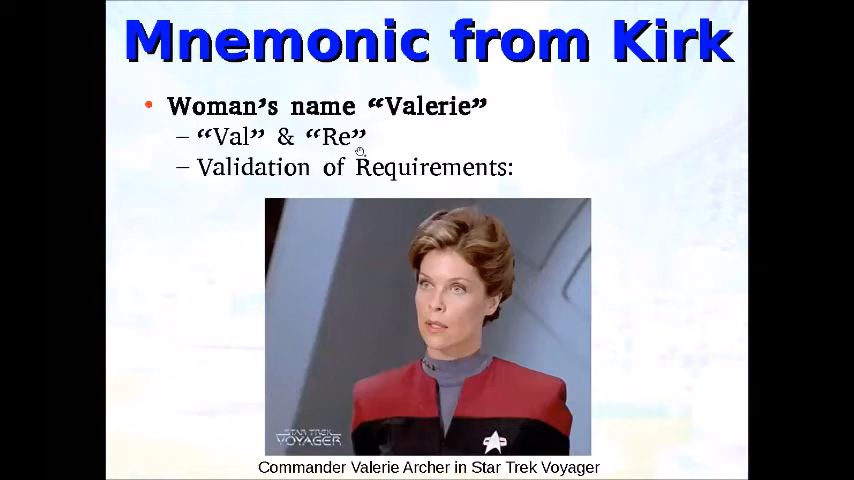 Mnemonic from Kirk
• Woman’s name “Valerie”
– “Val” & “Re”
– Validation of Requirements:
STAR TREK
VOYAGER
Commander Valerie Archer in Star Trek Voyager